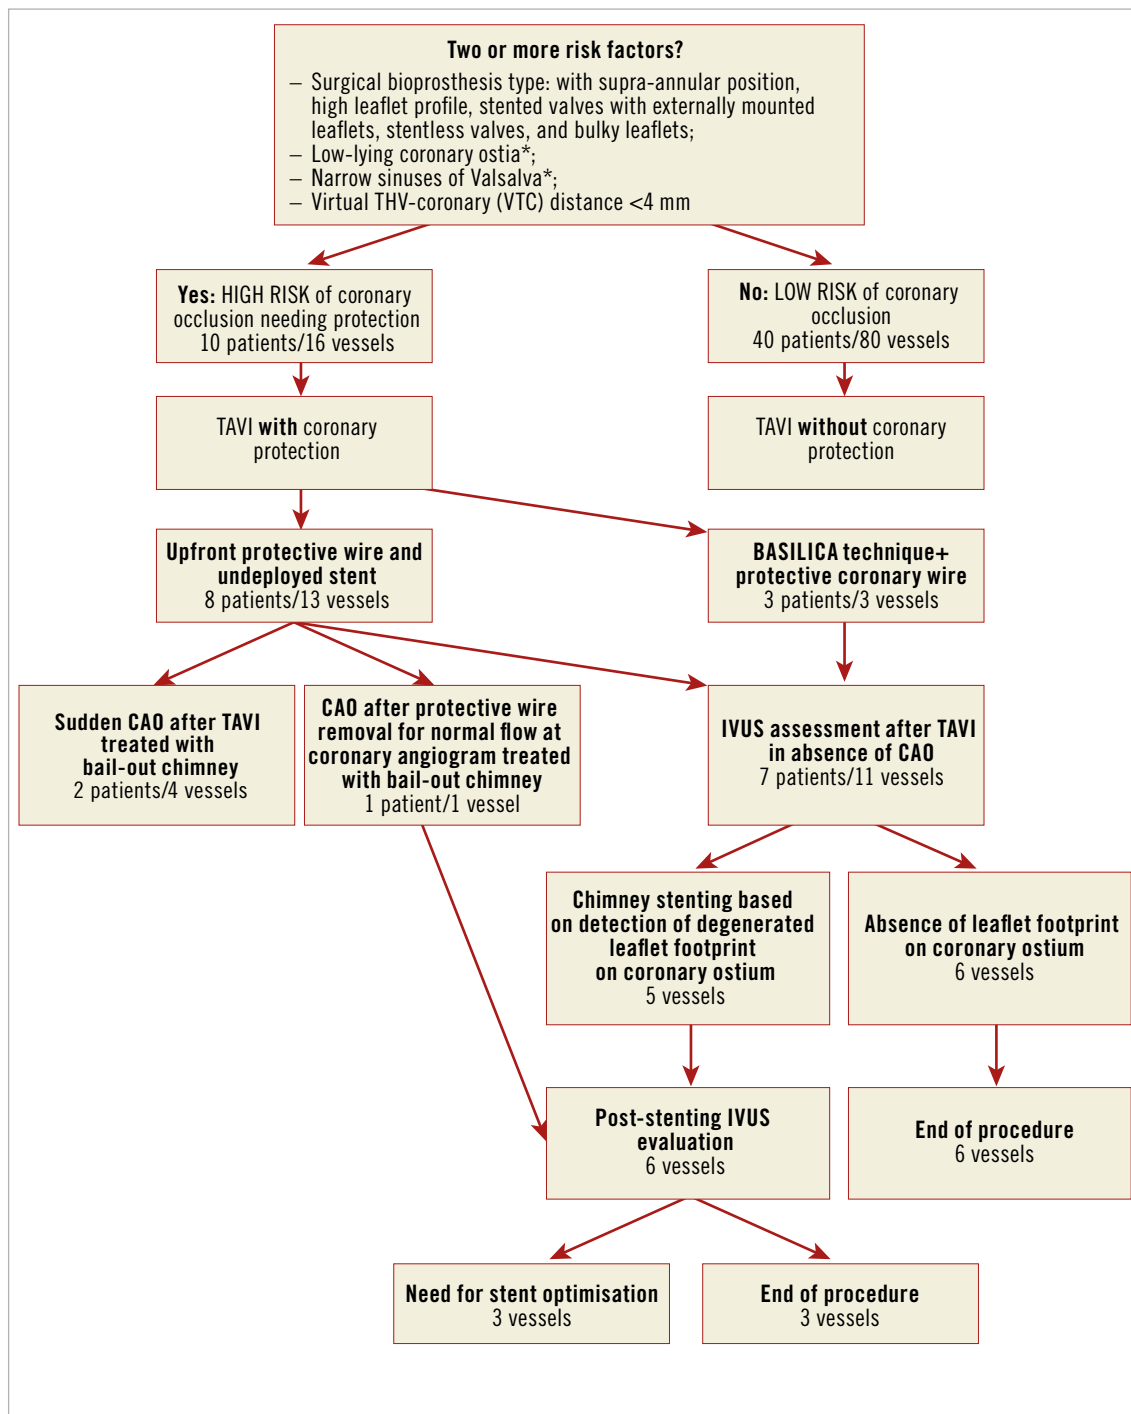 Two or more risk factors?
– Surgical bioprosthesis type: with supra-annular position,
high leaflet profile, stented valves with externally mounted
leaflets, stentless valves, and bulky leaflets;
– Low-lying coronary ostia*;
– Narrow sinuses of Valsalva*;
– Virtual THV-coronary (VTC) distance <4 mm
Yes: HIGH RISK of coronary
occlusion needing protection
10 patients/16 vessels
No: LOW RISK of coronary
occlusion
40 patients/80 vessels
TAVI with coronary
protection
TAVI without coronary
protection
Upfront protective wire and
undeployed stent
8 patients/13 vessels
BASILICA technique+
protective coronary wire
3 patients/3 vessels
Sudden CAO after TAVI
treated with
bail-out chimney
2 patients/4 vessels
CAO after protective wire
removal for normal flow at
coronary angiogram treated
with bail-out chimney
1 patient/1 vessel
IVUS assessment after TAVI
in absence of CAO
7 patients/11 vessels
Chimney stenting based
on detection of degenerated
leaflet footprint
on coronary ostium
5 vessels
Absence of leaflet footprint
on coronary ostium
6 vessels
Post-stenting IVUS
evaluation
6 vessels
End of procedure
6 vessels
Need for stent optimisation
3 vessels
End of procedure
3 vessels